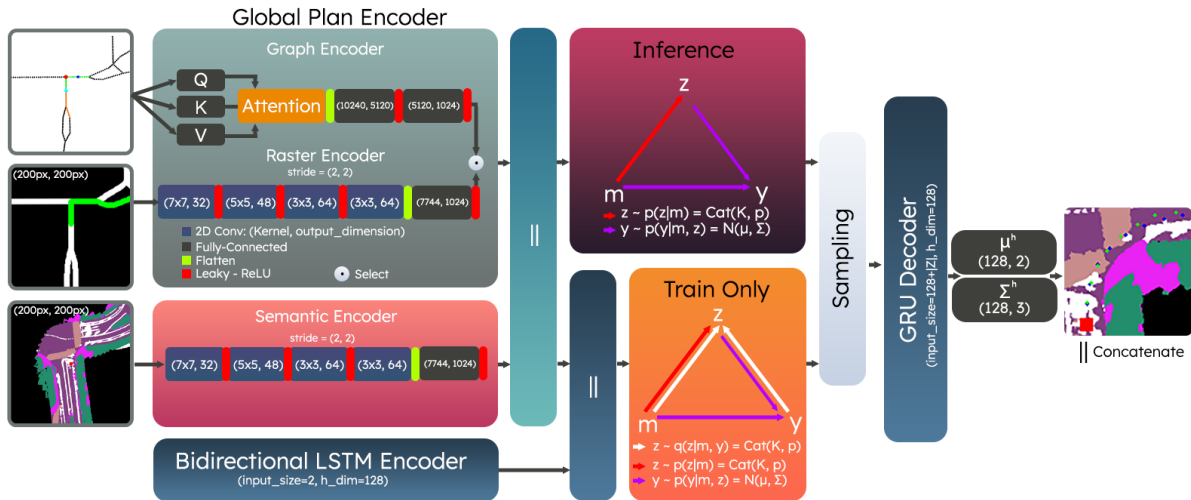 Global Plan Encoder
Graph Encoder
Q
K
V
Attention
(10240, 5120)
(5120, 1024)
Raster Encoder
stride = (2, 2)
(200px, 200px)
(7x7, 32)
(5x5, 48)
(3x3, 64)
(3x3, 64)
(7744, 1024)
2D Conv: (Kernel, output_dimension)
Fully-Connected
Flatten
Leaky - ReLU
Select
(200px, 200px)
Semantic Encoder
stride = (2, 2)
(7x7, 32)
(5x5, 48)
(3x3, 64)
(3x3, 64)
(7744, 1024)
Bidirectional LSTM Encoder
(input_size=2, h_dim=128)
||
||
Inference
z
m
y
z ~ p(z|m) = Cat(K, p)
y ~ p(y|m, z) = N(μ, Σ)
Train Only
z
m
y
z ~ q(z|m, y) = Cat(K, p)
z ~ p(z|m) = Cat(K, p)
y ~ p(y|m, z) = N(μ, Σ)
Sampling
GRU Decoder
(input_size=128+|Z|, h_dim=128)
μʰ
(128, 2)
Σʰ
(128, 3)
|| Concatenate